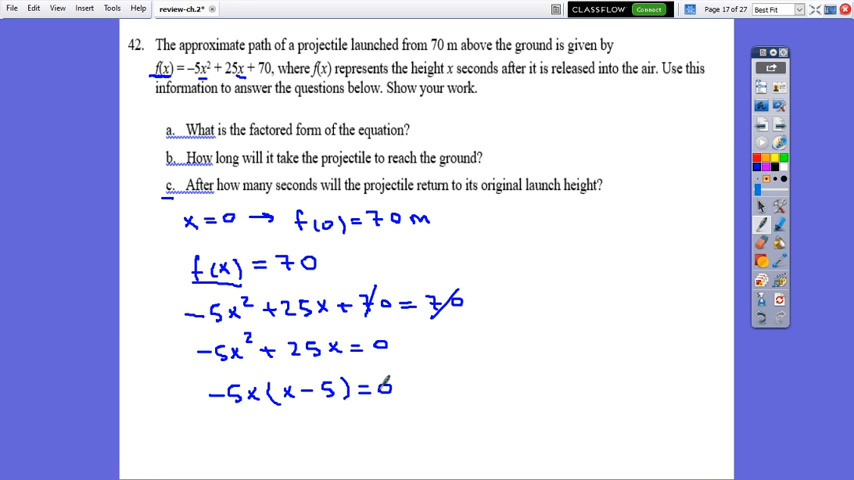 File Edit View Insert Tools Help review-ch.2* CLASSFLOW Connect Page 17 of 27 Best Fit
42. The approximate path of a projectile launched from 70 m above the ground is given by
f(x) = –5x² + 25x + 70, where f(x) represents the height x seconds after it is released into the air. Use this
information to answer the questions below. Show your work.
a. What is the factored form of the equation?
b. How long will it take the projectile to reach the ground?
c. After how many seconds will the projectile return to its original launch height?
x = 0 → f(0) = 70 m
f(x) = 70
-5x² + 25x + 70 = 70
-5x² + 25x = 0
-5x(x - 5) = 0